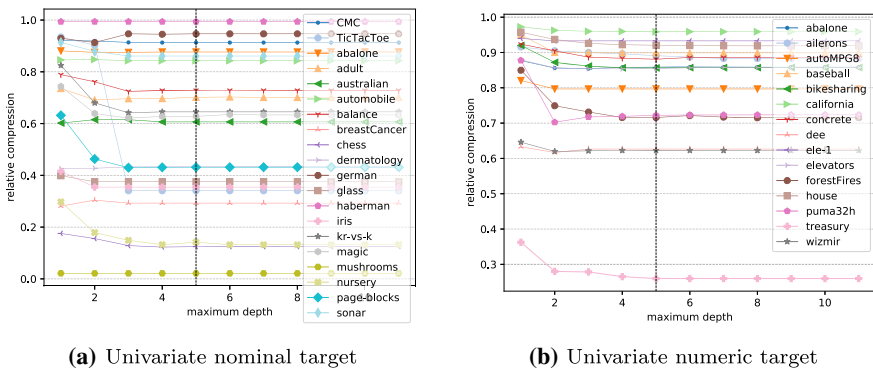 1.0
0.8
0.6
0.4
0.2
0.0
relative compression
2
4
6
8
maximum depth
CMC
TicTacToe
abalone
adult
australian
automobile
balance
breastCancer
chess
dermatology
german
glass
haberman
iris
kr-vs-k
magic
mushrooms
nursery
page-blocks
sonar
(a) Univariate nominal target
1.0
0.9
0.8
0.7
0.6
0.5
0.4
0.3
relative compression
2
4
6
8
10
maximum depth
abalone
ailerons
autoMPG8
baseball
bikesharing
california
concrete
dee
ele-1
elevators
forestFires
house
puma32h
treasury
wizmir
(b) Univariate numeric target